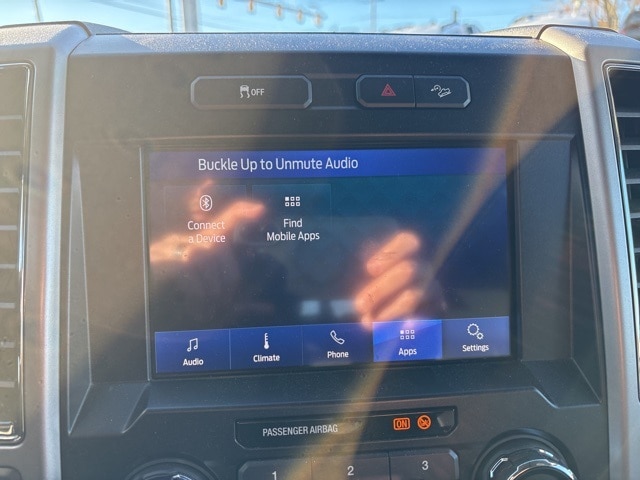 OFF
Buckle Up to Unmute Audio
Connect
a Device
Find
Mobile Apps
Audio
Climate
Phone
Apps
Settings
PASSENGER AIRBAG
ON
1
2
3